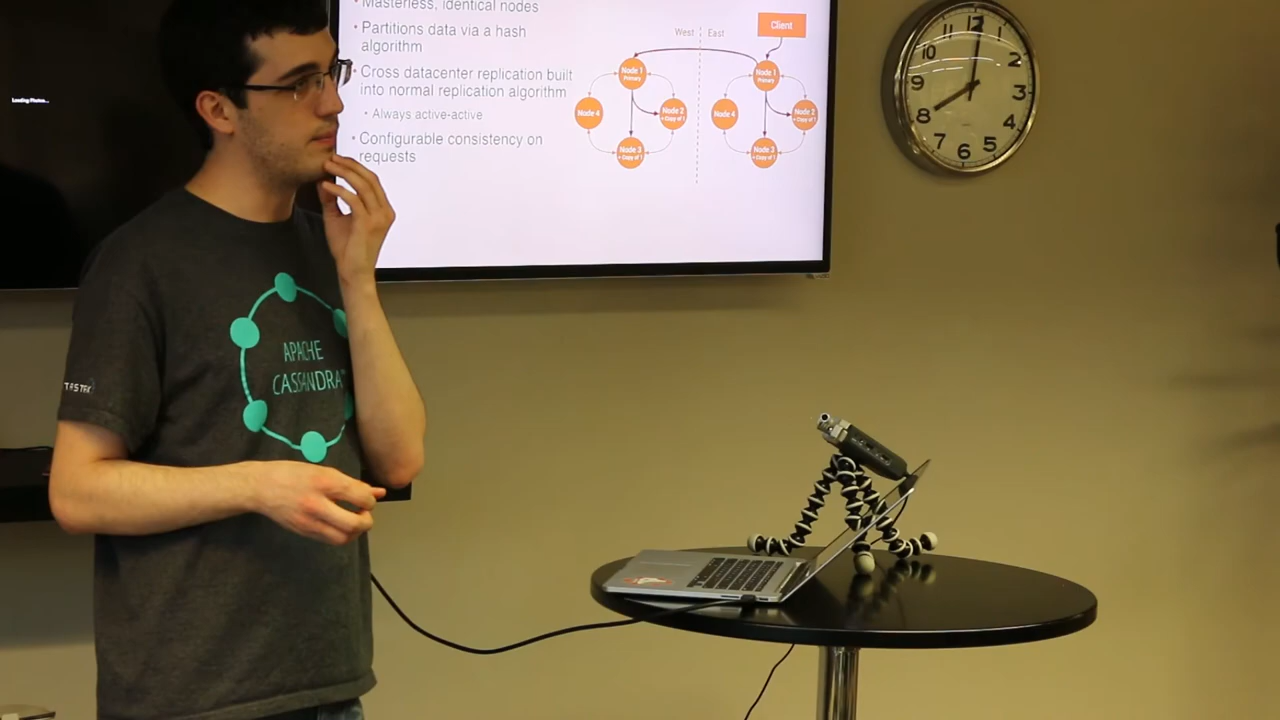 • Masterless, identical nodes
• Partitions data via a hash
algorithm
• Cross datacenter replication built
into normal replication algorithm
• Always active-active
• Configurable consistency on
requests
West
East
Client
Node 1
Primary
Node 2
+ Copy of 1
Node 3
+ Copy of 1
Node 4
Node 1
Primary
Node 2
+ Copy of 1
Node 3
+ Copy of 1
Node 4
Loading Photos...
APACHE
CASSANDRA
12
1
2
3
4
5
6
7
8
9
10
11